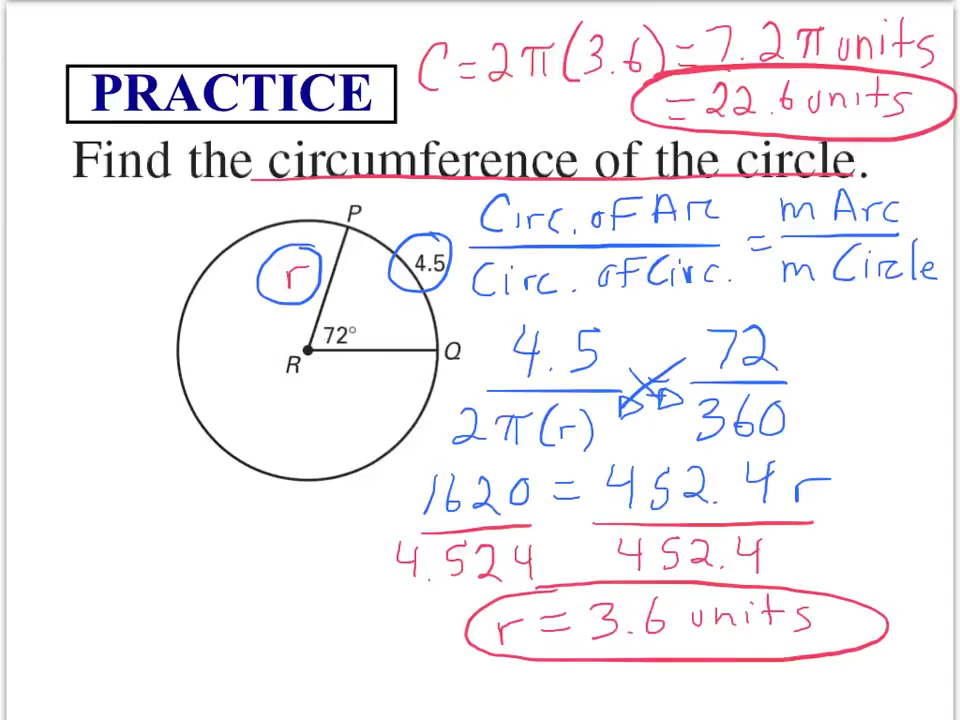 C = 2π(3.6) = 7.2π units
= 22.6 units
PRACTICE
Find the circumference of the circle.
P
r
4.5
72°
R
Q
Circ. of Arc / Circ. of Circ. = m Arc / m Circle
4.5 / 2π(r) = 72 / 360
1620 = 452.4 r
4.524 452.4
r = 3.6 units